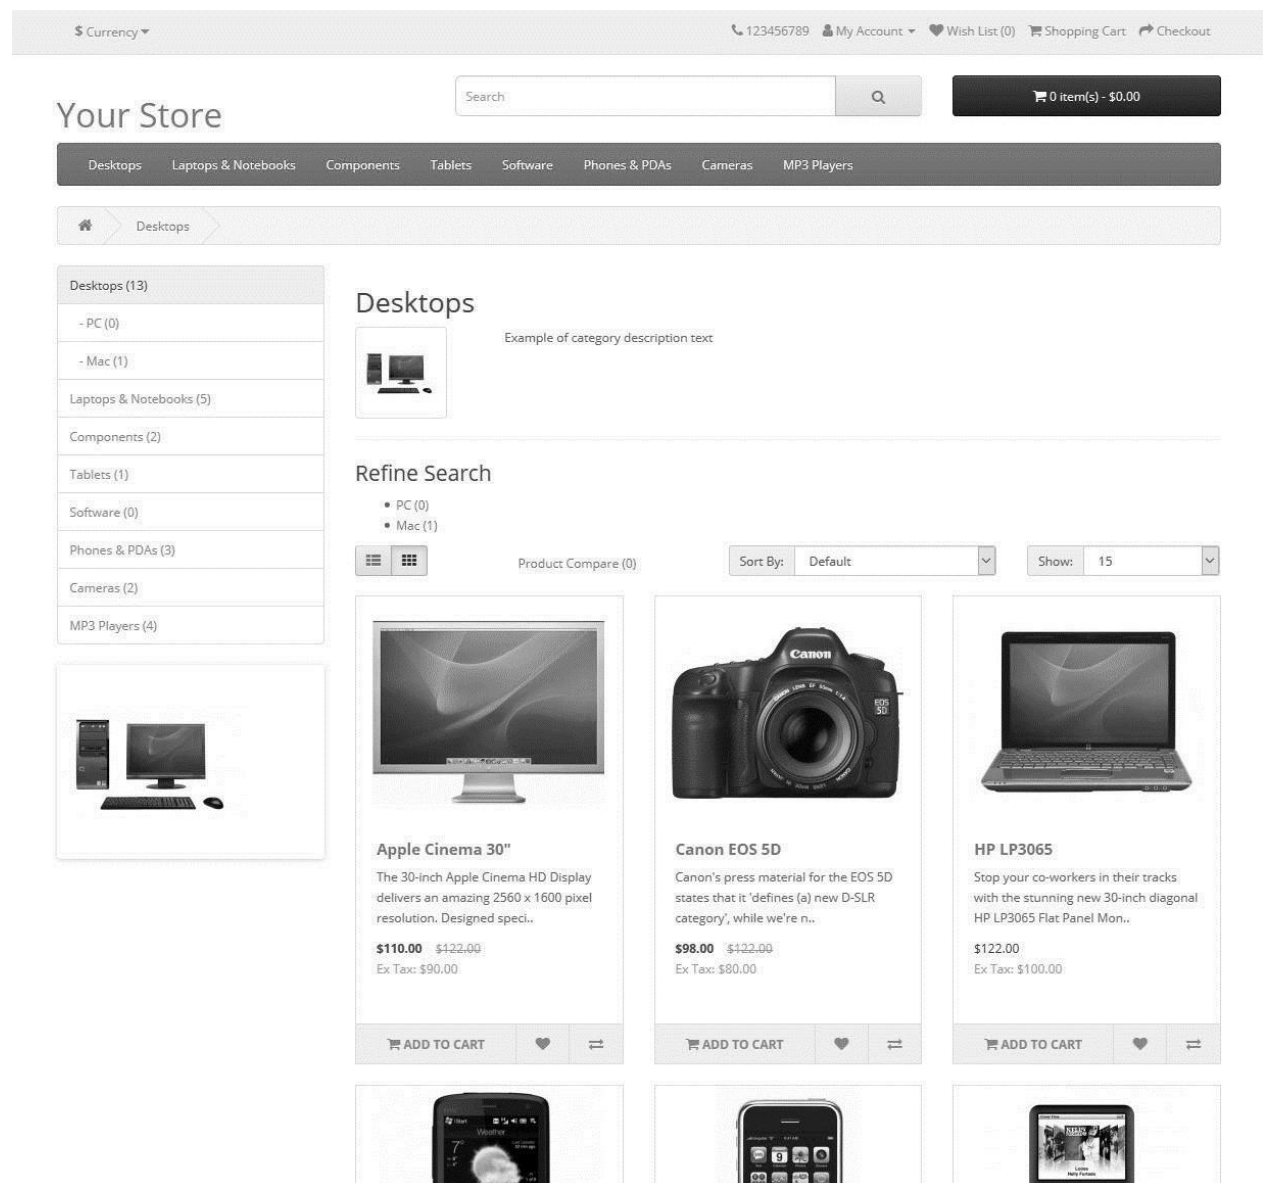 $ Currency
123456789 My Account Wish List (0) Shopping Cart Checkout
Your Store
Search
0 item(s) - $0.00
Desktops Laptops & Notebooks Components Tablets Software Phones & PDAs Cameras MP3 Players
Desktops
Desktops (13)
- PC (0)
- Mac (1)
Laptops & Notebooks (5)
Components (2)
Tablets (1)
Software (0)
Phones & PDAs (3)
Cameras (2)
MP3 Players (4)
Desktops
Example of category description text
Refine Search
PC (0)
Mac (1)
Product Compare (0)
Sort By: Default
Show: 15
Canon
EOS
5D
Apple Cinema 30"
The 30-inch Apple Cinema HD Display
delivers an amazing 2560 x 1600 pixel
resolution. Designed speci..
$110.00 $122.00
Ex Tax: $90.00
ADD TO CART
Canon EOS 5D
Canon's press material for the EOS 5D
states that it 'defines (a) new D-SLR
category', while we're n..
$98.00 $122.00
Ex Tax: $80.00
ADD TO CART
HP LP3065
Stop your co-workers in their tracks
with the stunning new 30-inch diagonal
HP LP3065 Flat Panel Mon..
$122.00
Ex Tax: $100.00
ADD TO CART
Start
Weather
7°
9